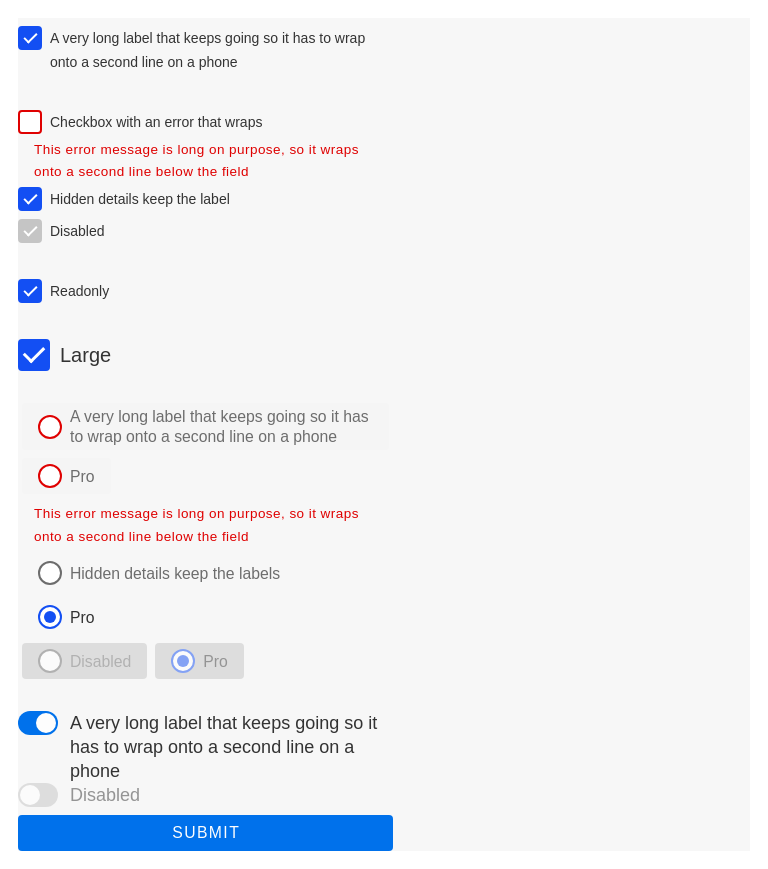 A very long label that keeps going so it has to wrap
onto a second line on a phone
Checkbox with an error that wraps
This error message is long on purpose, so it wraps
onto a second line below the field
Hidden details keep the label
Disabled
Readonly
Large
A very long label that keeps going so it has
to wrap onto a second line on a phone
Pro
This error message is long on purpose, so it wraps
onto a second line below the field
Hidden details keep the labels
Pro
Disabled Pro
A very long label that keeps going so it
has to wrap onto a second line on a
phone
Disabled
SUBMIT